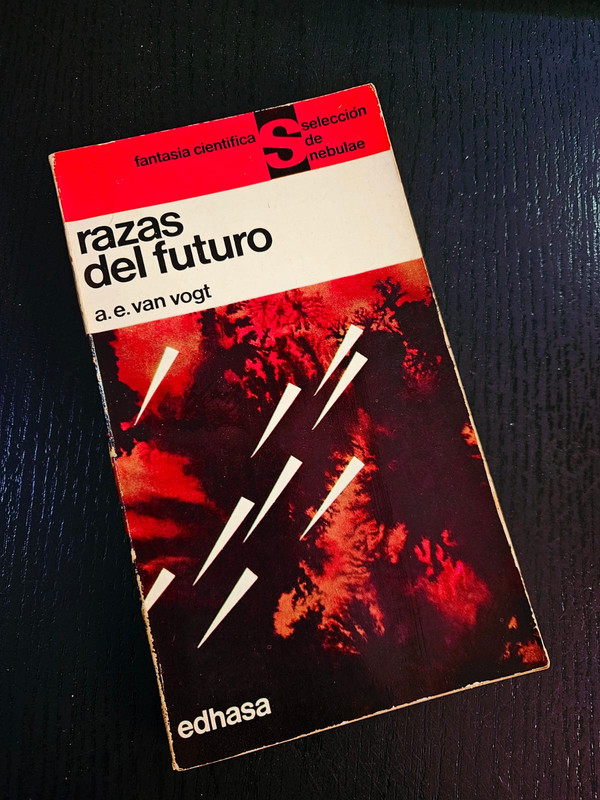 fantasia cientifica
S
selección
de
nebulae
razas
del futuro
a. e. van vogt
edhasa